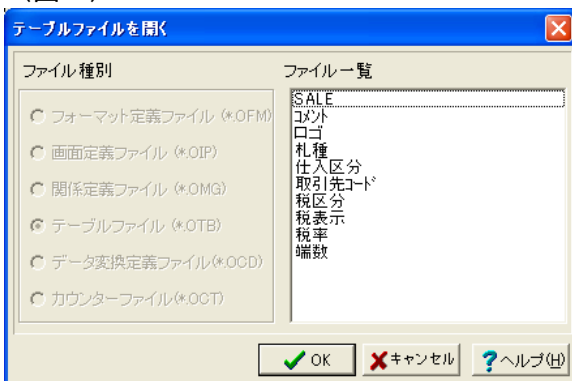 テーブルファイルを開く
ファイル種別
フォーマット定義ファイル (*.OFM)
画面定義ファイル (*.OIP)
関係定義ファイル (*.OMG)
テーブルファイル (*.OTB)
データ変換定義ファイル(*.OCD)
カウンターファイル(*.OCT)
ファイル一覧
SALE
コメント
ロゴ
札種
仕入区分
取引先コード
税区分
税表示
税率
端数
OK
キャンセル
ヘルプ(H)